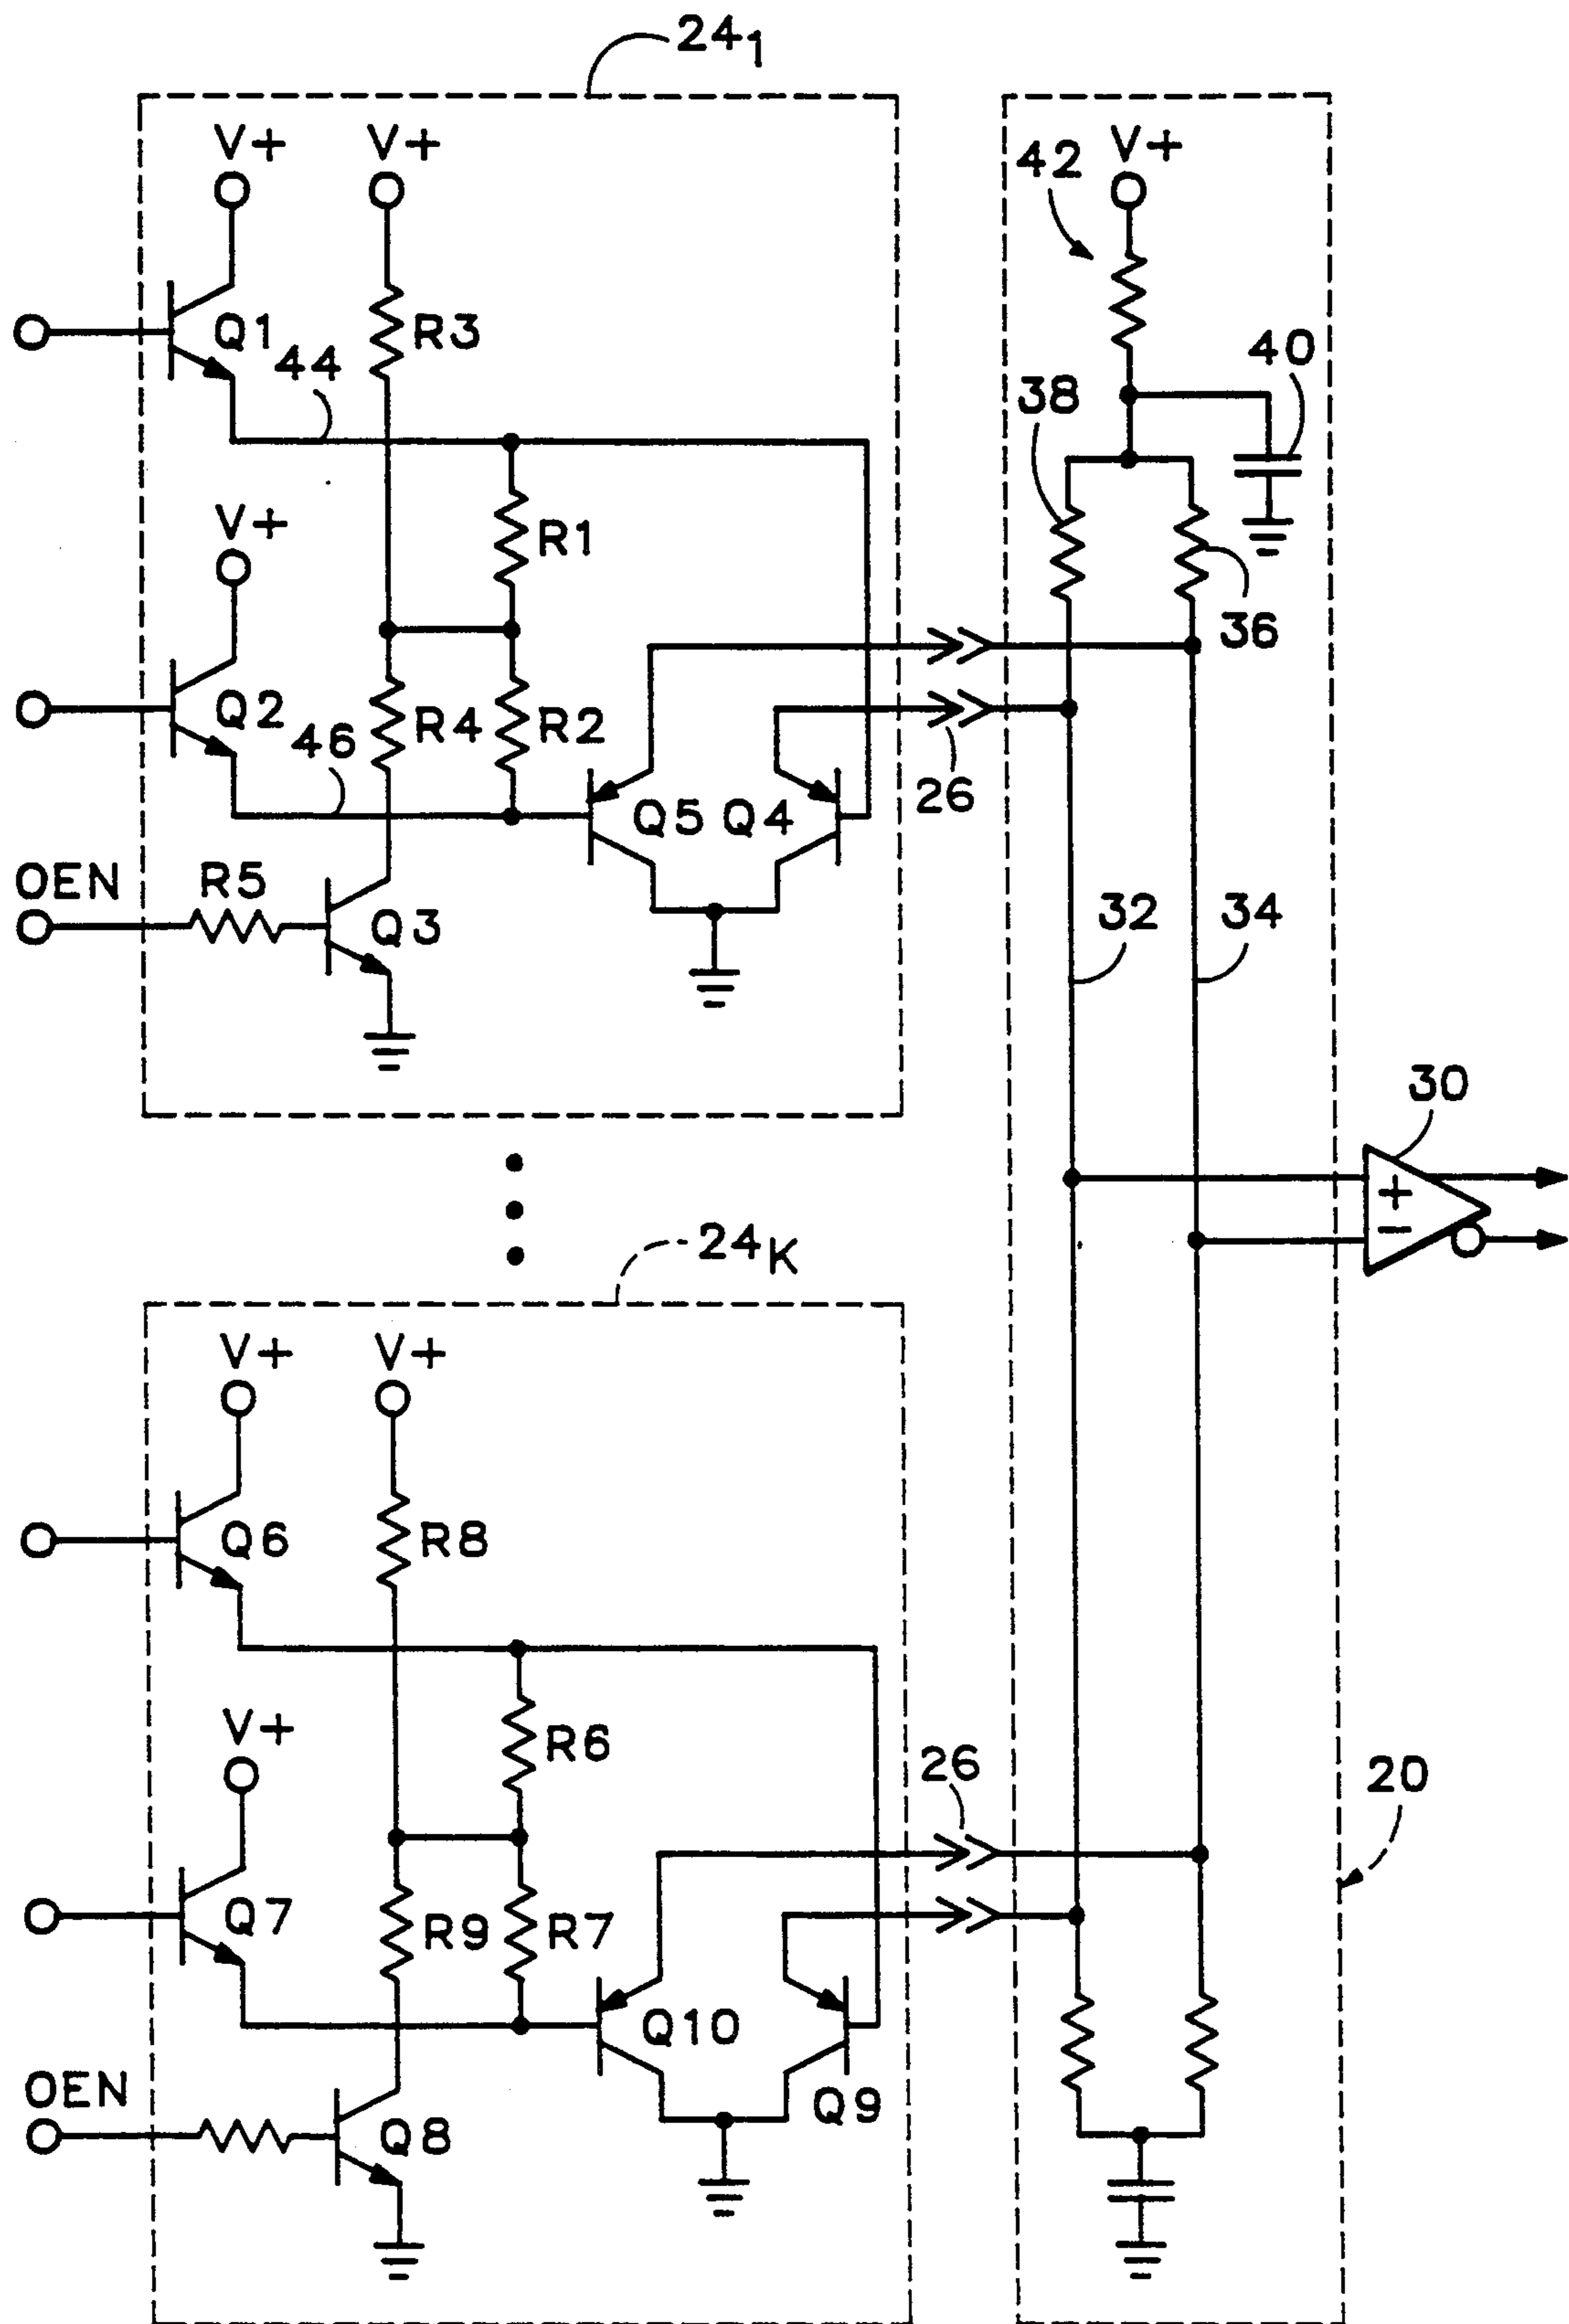 24₁
V+ V+ V+
42
Q1 R3 40
44 38
V+ R1
36
Q2 R4 R2
46 26
Q5 Q4
OEN R5 32 34
Q3
30
+
−
24K
V+ V+
Q6 R8
V+ R6 26 20
Q7 R9 R7
Q10
OEN Q9
Q8